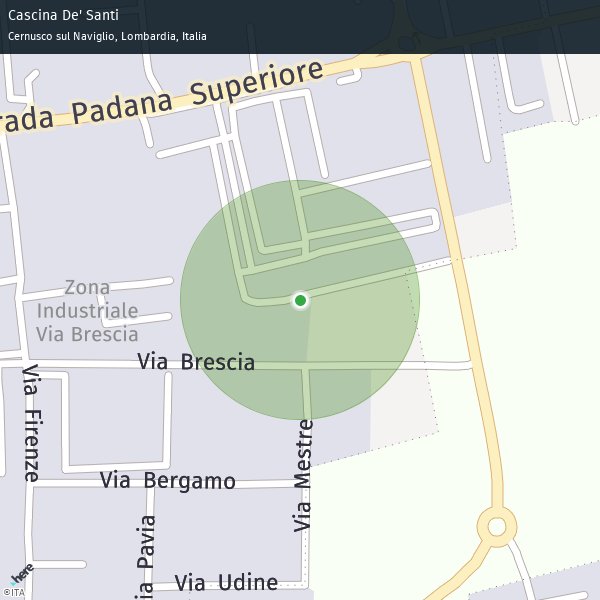 Cascina De' Santi
Cernusco sul Naviglio, Lombardia, Italia
rada Padana Superiore
Zona
Industriale
Via Brescia
Via Brescia
Via Firenze
Via Mestre
Via Bergamo
ia Pavia
Via Udine
here
©ITA